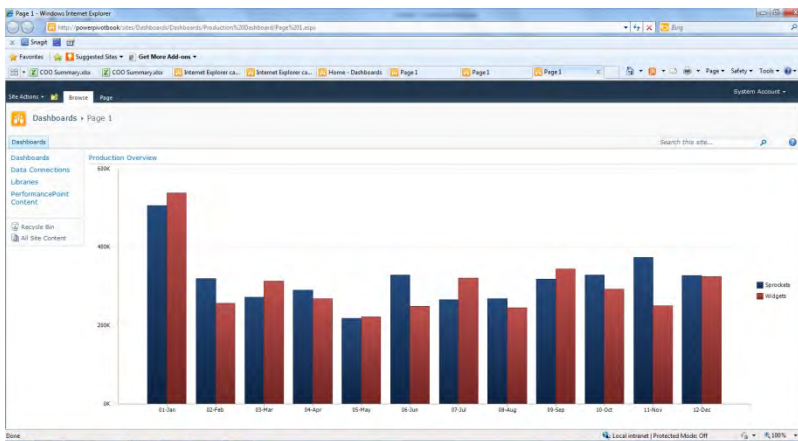 Page 1 - Windows Internet Explorer
http://powerpivotbook/sites/Dashboards/Dashboards/Production%20Dashboard/Page%201.aspx
Bing
Snagit
Favorites Suggested Sites Get More Add-ons
COO Summary.xlsx COO Summary.xlsx Internet Explorer ca... Internet Explorer ca... Home - Dashboards Page 1 Page 1 Page 1 Page Safety Tools
Site Actions Browse Page System Account
Dashboards Page 1
Dashboards Search this site...
Dashboards
Data Connections
Libraries
PerformancePoint
Content
Recycle Bin
All Site Content
Production Overview
600K
400K
200K
0K
01-Jan 02-Feb 03-Mar 04-Apr 05-May 06-Jun 07-Jul 08-Aug 09-Sep 10-Oct 11-Nov 12-Dec
Sprockets
Widgets
Done Local intranet | Protected Mode: Off 100%